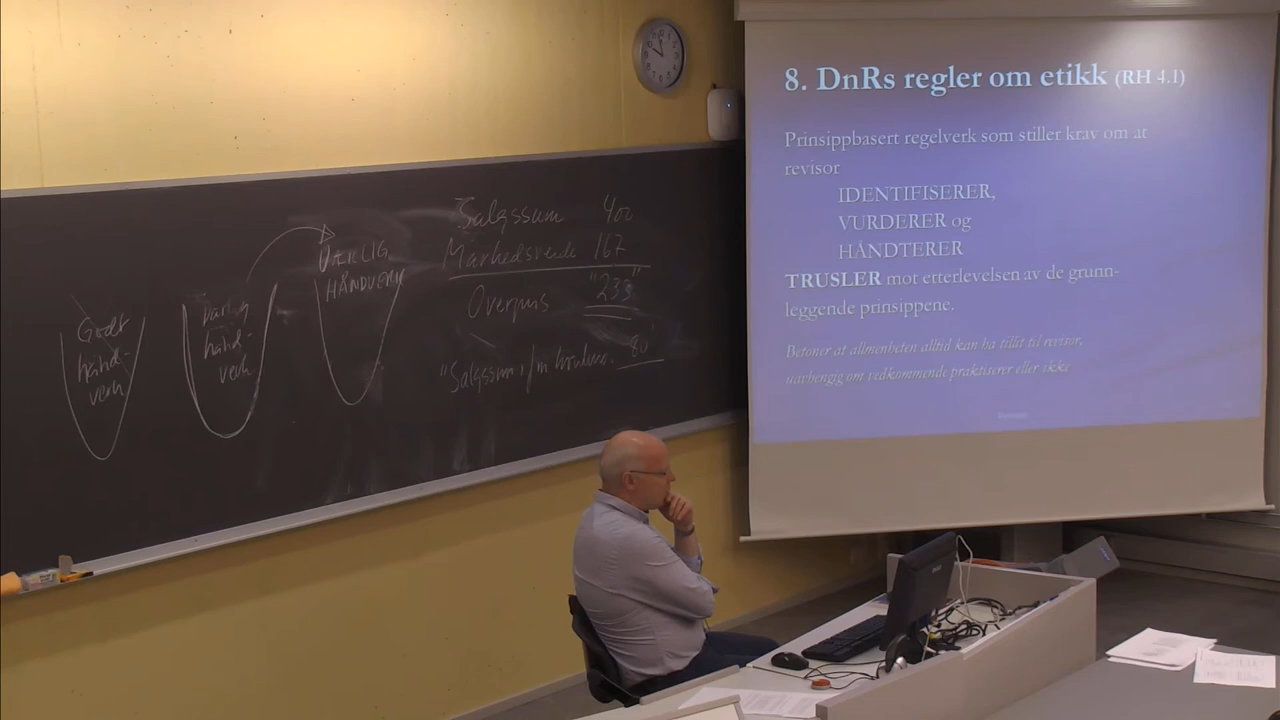 8. DnRs regler om etikk (RH 4.1)
Prinsippbasert regelverk som stiller krav om at
revisor
IDENTIFISERER,
VURDERER og
HÅNDTERER
TRUSLER mot etterlevelsen av de grunn-
leggende prinsippene.
Betoner at allmenheten alltid kan ha tillit til revisor,
uavhengig om vedkommende praktiserer eller ikke
Godt
hånd-
verk
Dårlig
hånd-
verk
HÅNDVERK
Salgssum 400
Markedsverdi 167
Overpris "233"
"Salgssum 80